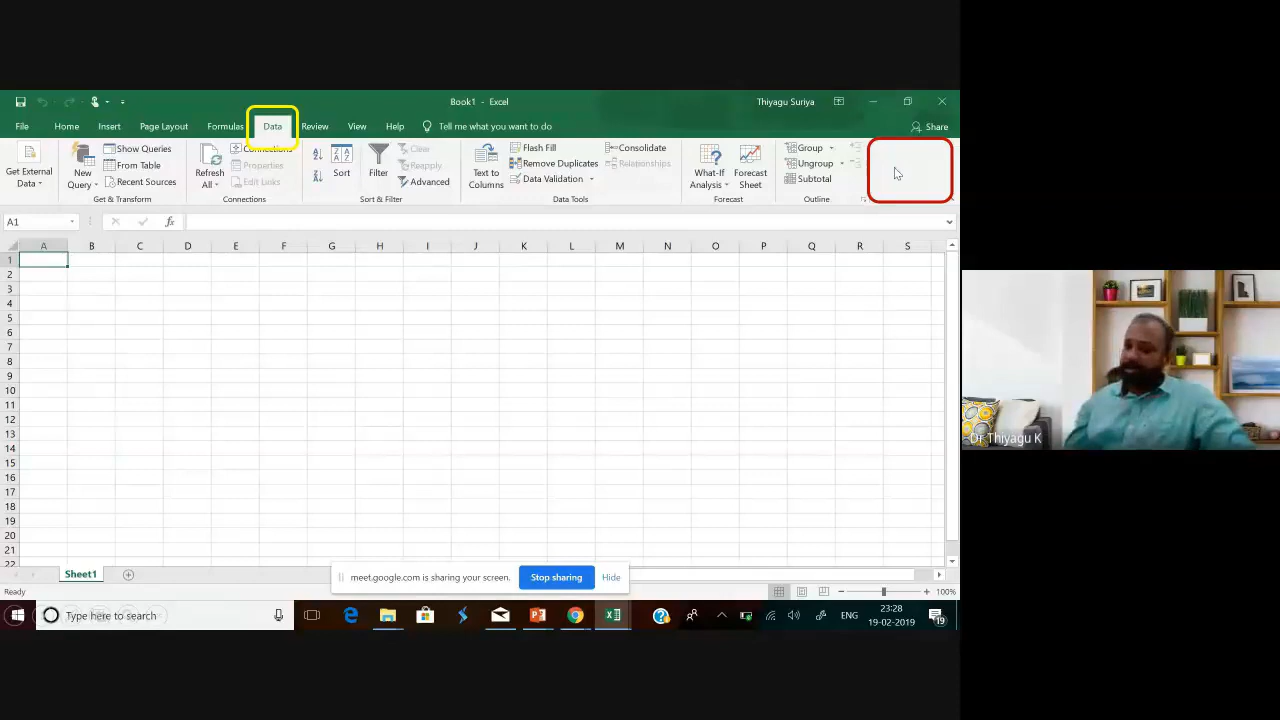 Book1 - Excel
Thiyagu Suriya
File Home Insert Page Layout Formulas Data Review View Help Tell me what you want to do
Share
Get External Data
New Query
Show Queries
From Table
Recent Sources
Get & Transform
Refresh All
Connections
Properties
Edit Links
Connections
Sort
Filter
Clear
Reapply
Advanced
Sort & Filter
Text to Columns
Flash Fill
Remove Duplicates
Data Validation
Consolidate
Relationships
Data Tools
What-If Analysis
Forecast Sheet
Forecast
Group
Ungroup
Subtotal
Outline
A1
fx
A B C D E F G H I J K L M N O P Q R S
1
2
3
4
5
6
7
8
9
10
11
12
13
14
15
16
17
18
19
20
21
22
Dr Thiyagu K
Sheet1
meet.google.com is sharing your screen. Stop sharing Hide
Ready
100%
Type here to search
ENG
23:28
19-02-2019
19